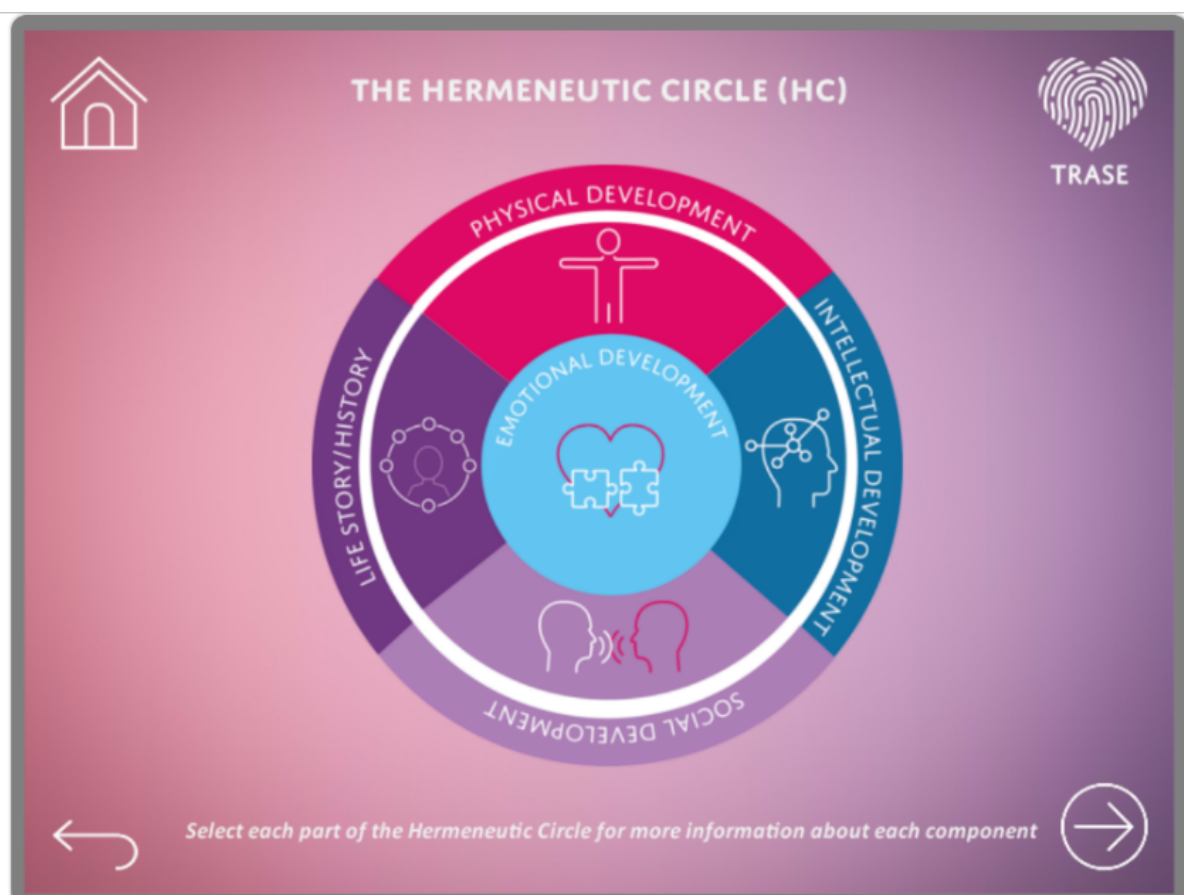 THE HERMENEUTIC CIRCLE (HC)
TRASE
PHYSICAL DEVELOPMENT
INTELLECTUAL DEVELOPMENT
EMOTIONAL DEVELOPMENT
LIFE STORY/HISTORY
SOCIAL DEVELOPMENT
Select each part of the Hermeneutic Circle for more information about each component